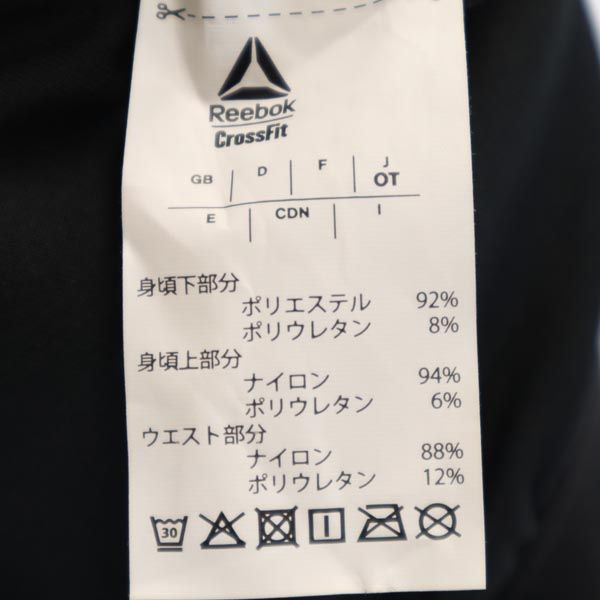 Reebok
CrossFit
GB D F J
OT
E CDN I
身頃下部分
ポリエステル 92%
ポリウレタン 8%
身頃上部分
ナイロン 94%
ポリウレタン 6%
ウエスト部分
ナイロン 88%
ポリウレタン 12%
30